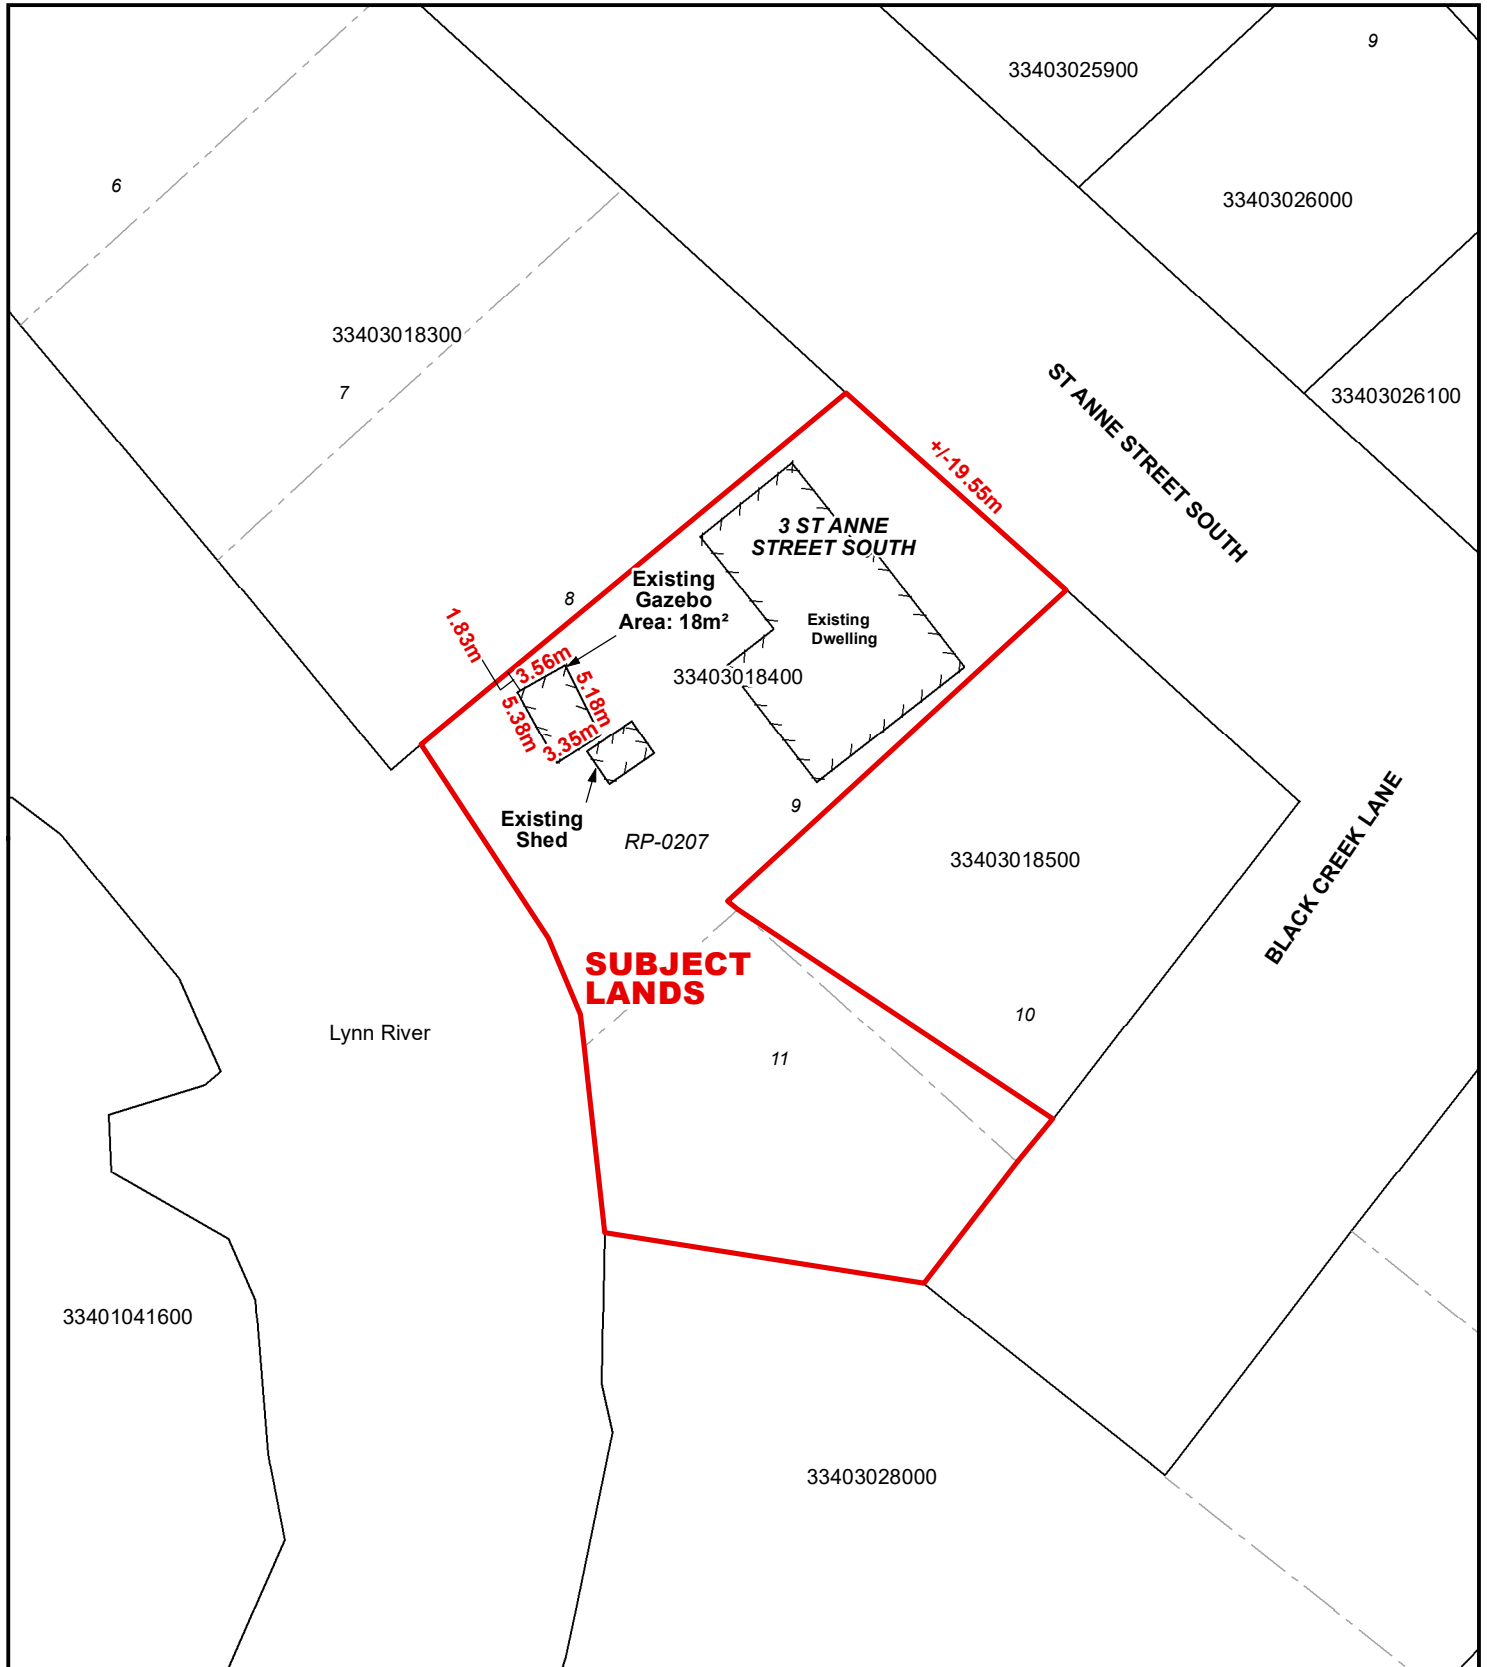 9
33403025900
6
33403026000
33403018300
7
33403026100
ST ANNE STREET SOUTH
+/-19.55m
3 ST ANNE
STREET SOUTH
Existing
Gazebo
Area: 18m²
8
Existing
Dwelling
1.83m
3.56m
5.18m
5.38m
3.35m
33403018400
Existing
Shed
RP-0207
9
33403018500
BLACK CREEK LANE
SUBJECT
LANDS
Lynn River
10
11
33401041600
33403028000